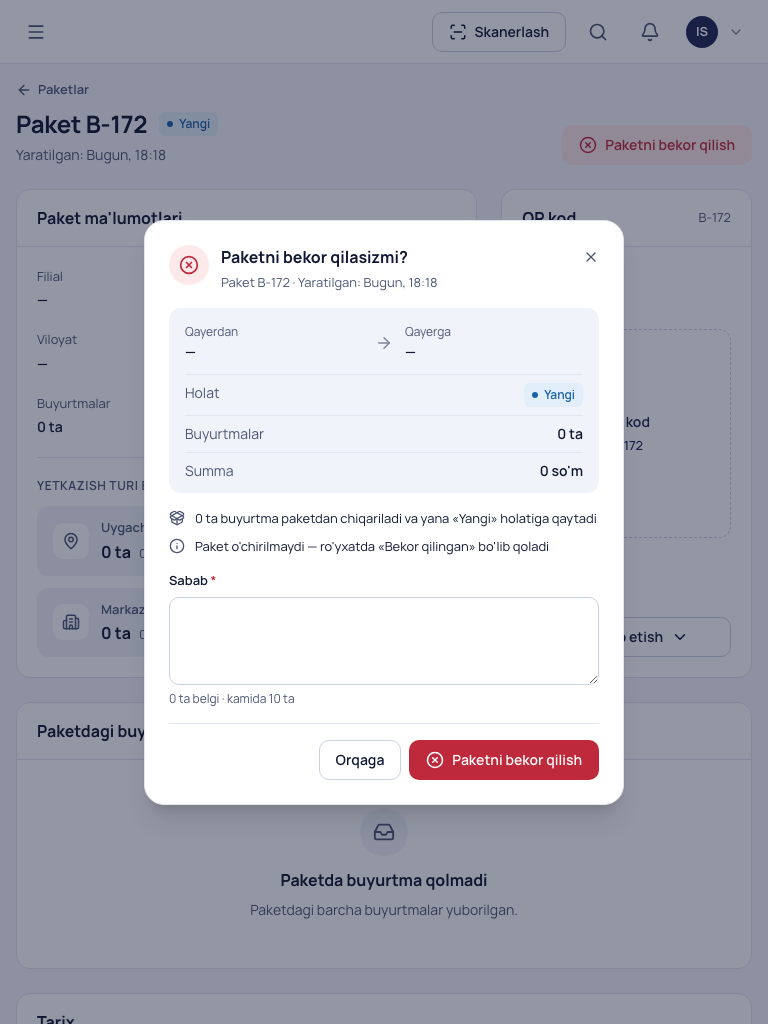 Skanerlash
IS
Paketlar
Paket B-172
Yangi
Yaratilgan: Bugun, 18:18
Paketni bekor qilish
Paket ma'lumotlari
QR kod
B-172
Filial
—
Viloyat
—
Buyurtmalar
0 ta
YETKAZISH TURI
0 ta
0 ta
kod
172
etish
Paketni bekor qilasizmi?
Paket B-172 · Yaratilgan: Bugun, 18:18
Qayerdan
—
Qayerga
—
Holat
Yangi
Buyurtmalar
0 ta
Summa
0 so'm
0 ta buyurtma paketdan chiqariladi va yana «Yangi» holatiga qaytadi
Paket o'chirilmaydi — ro'yxatda «Bekor qilingan» bo'lib qoladi
Sabab *
0 ta belgi · kamida 10 ta
Orqaga
Paketni bekor qilish
Paketdagi buy
Paketda buyurtma qolmadi
Paketdagi barcha buyurtmalar yuborilgan.
Tarix